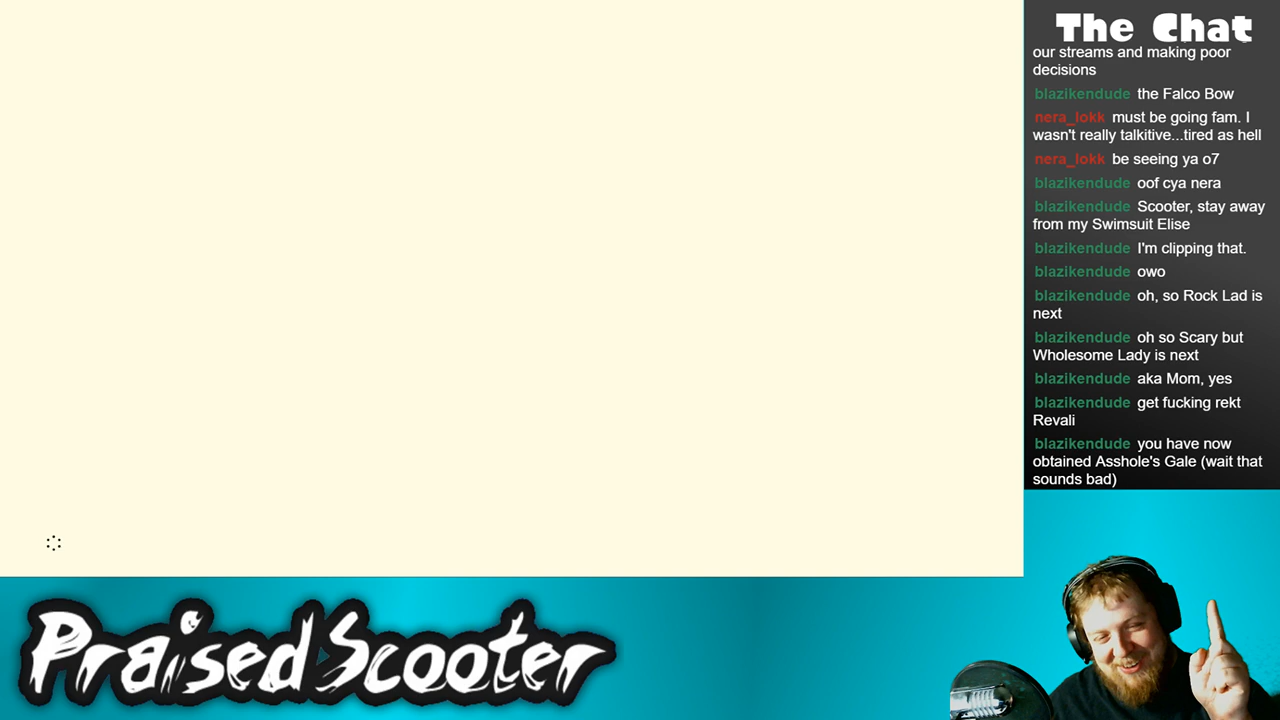 The Chat
our streams and making poor
decisions
blazikendude the Falco Bow
nera_lokk must be going fam. I
wasn't really talkitive...tired as hell
nera_lokk be seeing ya o7
blazikendude oof cya nera
blazikendude Scooter, stay away
from my Swimsuit Elise
blazikendude I'm clipping that.
blazikendude owo
blazikendude oh, so Rock Lad is
next
blazikendude oh so Scary but
Wholesome Lady is next
blazikendude aka Mom, yes
blazikendude get fucking rekt
Revali
blazikendude you have now
obtained Asshole's Gale (wait that
sounds bad)
PraisedScooter